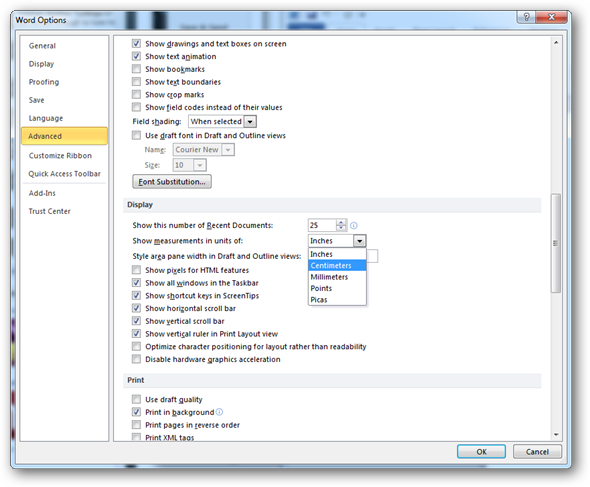 Word Options
General
Display
Proofing
Save
Language
Advanced
Customize Ribbon
Quick Access Toolbar
Add-Ins
Trust Center
Show drawings and text boxes on screen
Show text animation
Show bookmarks
Show text boundaries
Show crop marks
Show field codes instead of their values
Field shading: When selected
Use draft font in Draft and Outline views
Name: Courier New
Size: 10
Font Substitution...
Display
Show this number of Recent Documents: 25
Show measurements in units of: Inches
Style area pane width in Draft and Outline views:
Inches
Centimeters
Millimeters
Points
Picas
Show pixels for HTML features
Show all windows in the Taskbar
Show shortcut keys in ScreenTips
Show horizontal scroll bar
Show vertical scroll bar
Show vertical ruler in Print Layout view
Optimize character positioning for layout rather than readability
Disable hardware graphics acceleration
Print
Use draft quality
Print in background
Print pages in reverse order
Print XML tags
OK Cancel